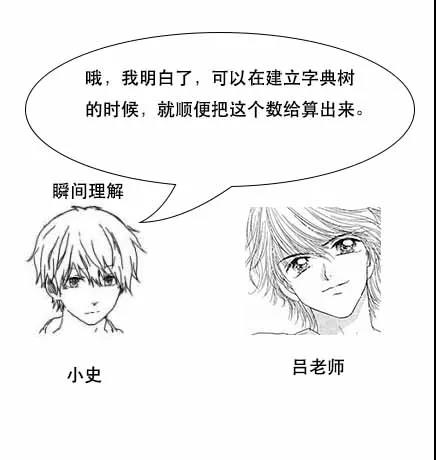 哦，我明白了，可以在建立字典树
的时候，就顺便把这个数给算出来。
瞬间理解
小史
吕老师